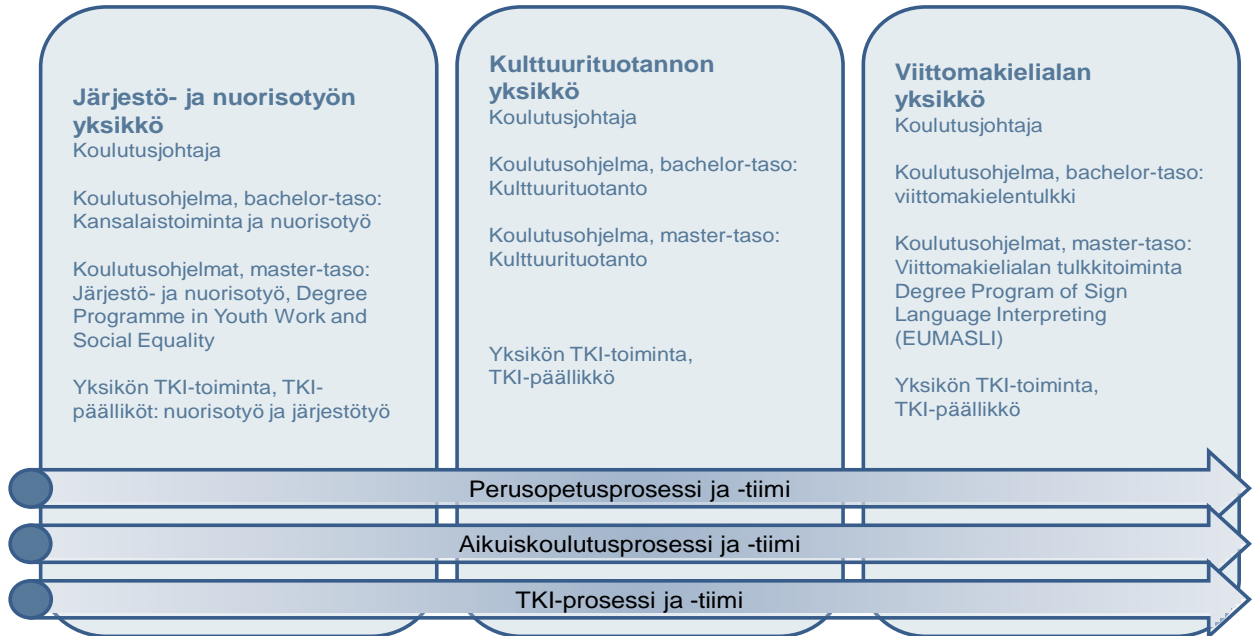 Järjestö- ja nuorisotyön
yksikkö
Koulutusjohtaja
Koulutusohjelma, bachelor-taso:
Kansalaistoiminta ja nuorisotyö
Koulutusohjelmat, master-taso:
Järjestö- ja nuorisotyö, Degree
Programme in Youth Work and
Social Equality
Yksikön TKI-toiminta, TKI-
päälliköt: nuorisotyö ja järjestötyö
Kulttuurituotannon
yksikkö
Koulutusjohtaja
Koulutusohjelma, bachelor-taso:
Kulttuurituotanto
Koulutusohjelma, master-taso:
Kulttuurituotanto
Yksikön TKI-toiminta,
TKI-päällikkö
Viittomakielialan
yksikkö
Koulutusjohtaja
Koulutusohjelma, bachelor-taso:
viittomakielentulkki
Koulutusohjelmat, master-taso:
Viittomakielialan tulkkitoiminta
Degree Program of Sign
Language Interpreting
(EUMASLI)
Yksikön TKI-toiminta,
TKI-päällikkö
Perusopetusprosessi ja -tiimi
Aikuiskoulutusprosessi ja -tiimi
TKI-prosessi ja -tiimi